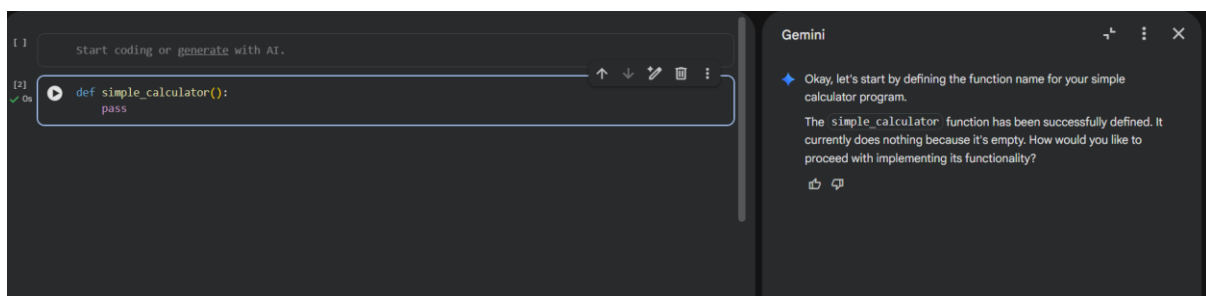 [ ]
Start coding or generate with AI.
[2]
0s
def simple_calculator():
pass
Gemini
Okay, let's start by defining the function name for your simple
calculator program.
The simple_calculator function has been successfully defined. It
currently does nothing because it's empty. How would you like to
proceed with implementing its functionality?